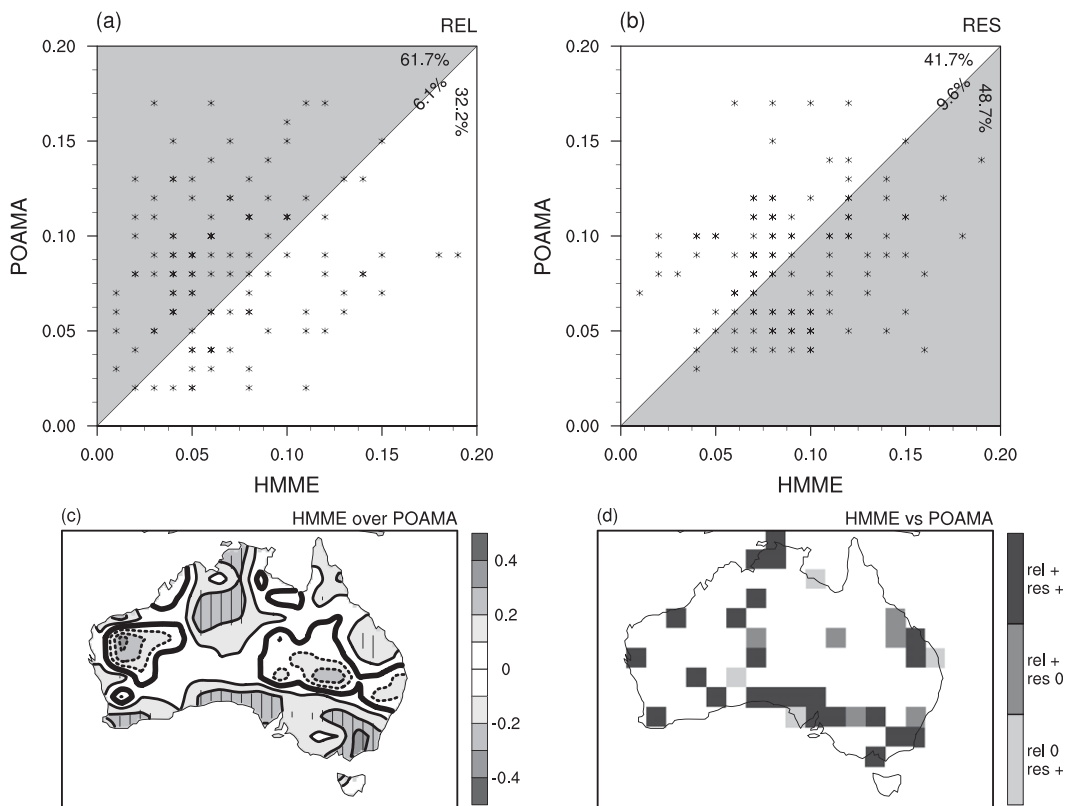 (a) REL
0.20
0.15
0.10
0.05
0.00
POAMA
61.7%
6.1%
32.2%
0.00 0.05 0.10 0.15 0.20
HMME
(b) RES
0.20
0.15
0.10
0.05
0.00
POAMA
41.7%
9.6%
48.7%
0.00 0.05 0.10 0.15 0.20
HMME
(c) HMME over POAMA
0.4
0.2
0
-0.2
-0.4
(d) HMME vs POAMA
rel +
res +
rel +
res 0
rel 0
res +